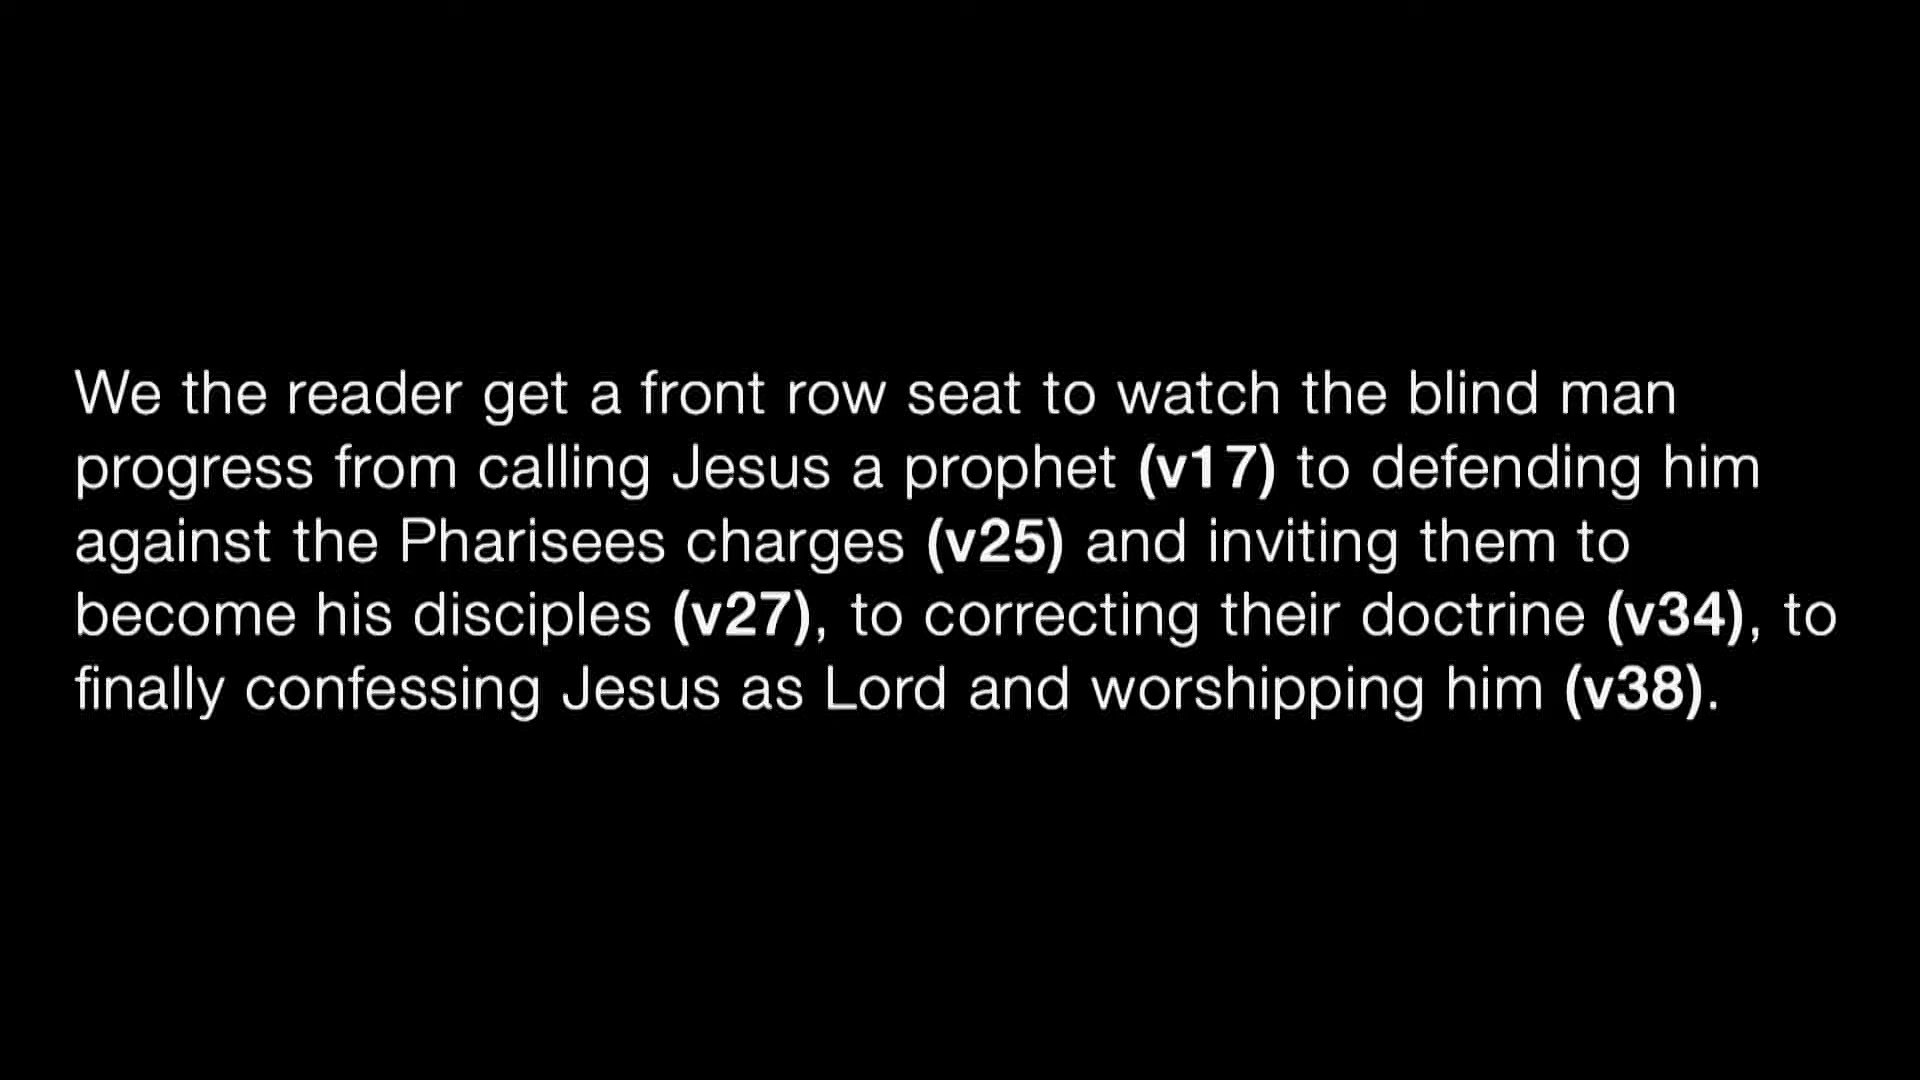 We the reader get a front row seat to watch the blind man
progress from calling Jesus a prophet (v17) to defending him
against the Pharisees charges (v25) and inviting them to
become his disciples (v27), to correcting their doctrine (v34), to
finally confessing Jesus as Lord and worshipping him (v38).